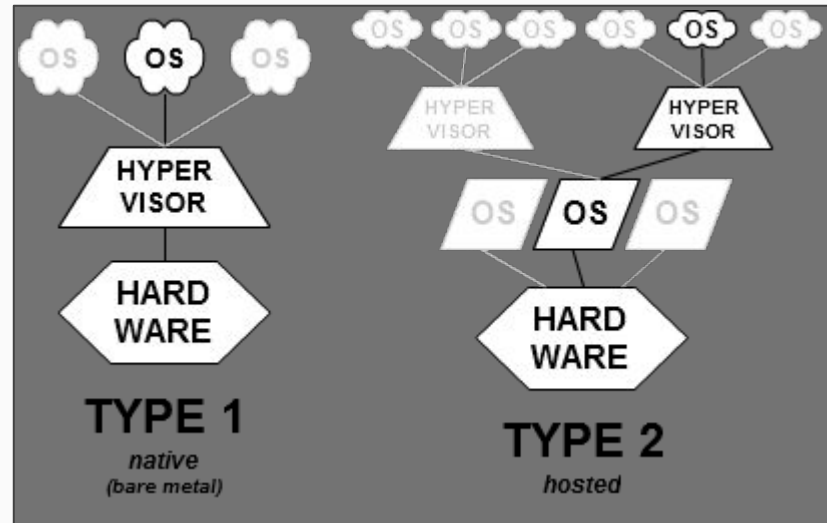 OS OS OS
HYPER
VISOR
HARD
WARE
TYPE 1
native
(bare metal)
OS OS OS OS OS OS
HYPER
VISOR
HYPER
VISOR
OS OS OS
HARD
WARE
TYPE 2
hosted